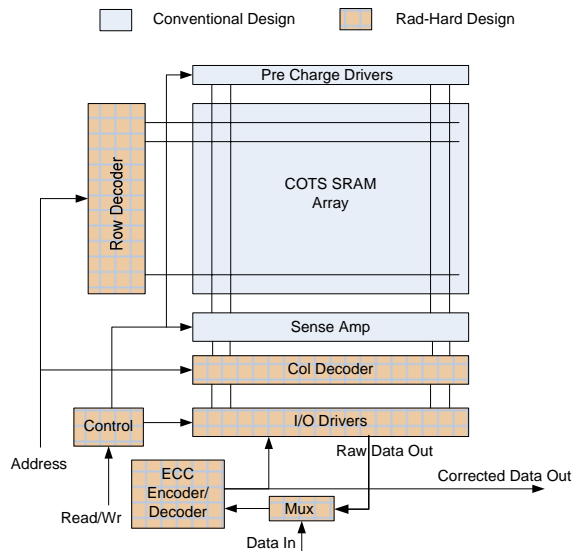 Conventional Design
Rad-Hard Design
Pre Charge Drivers
Row Decoder
COTS SRAM
Array
Sense Amp
Col Decoder
Control
I/O Drivers
Raw Data Out
Address
ECC
Encoder/
Decoder
Corrected Data Out
Read/Wr
Mux
Data In